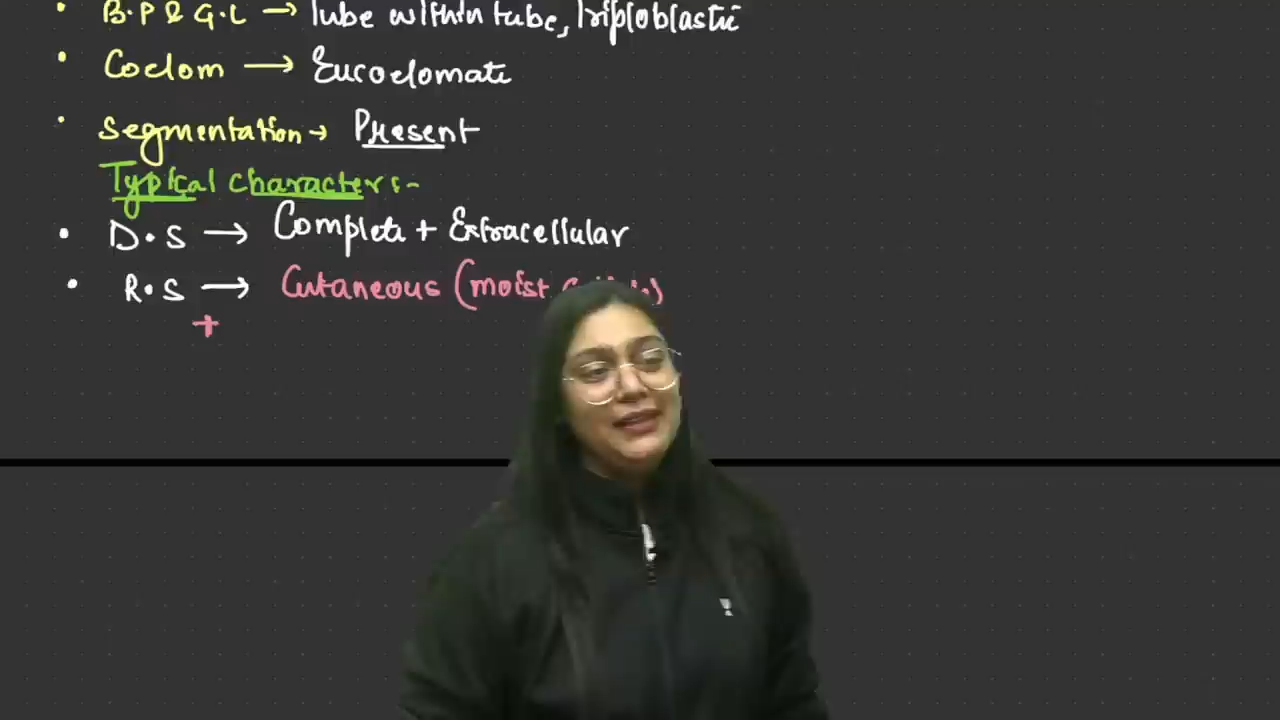 • B.P & G.L → Tube within tube, Triploblastic
• Coelom → Eucoelomate
• Segmentation → Present
Typical characters:-
• D.S → Complete + Extracellular
• R.S → Cutaneous (moist
+